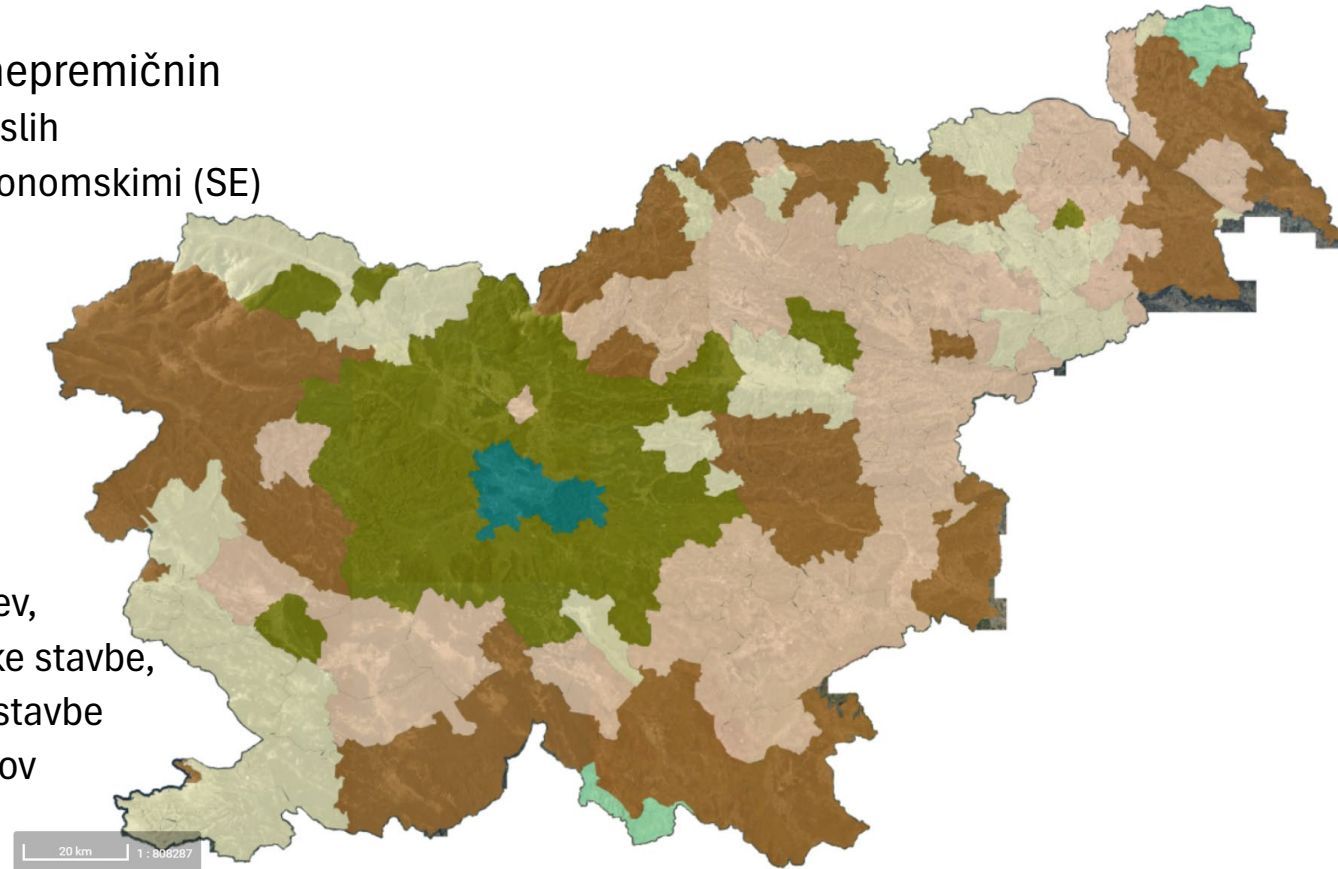 nepremičnin
slih
onomskimi (SE)
ev,
ke stavbe,
stavbe
ov
20 km
1 : 808287